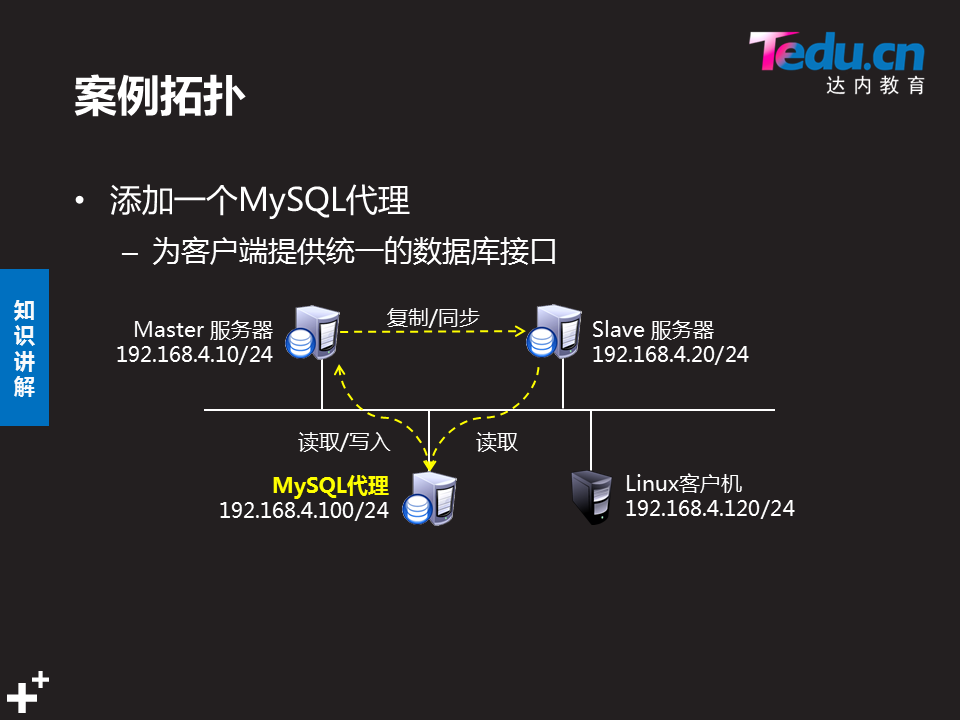 Tedu.cn
达内教育
案例拓扑
• 添加一个MySQL代理
– 为客户端提供统一的数据库接口
知识讲解
复制/同步
Master 服务器
192.168.4.10/24
Slave 服务器
192.168.4.20/24
读取/写入
读取
MySQL代理
192.168.4.100/24
Linux客户机
192.168.4.120/24